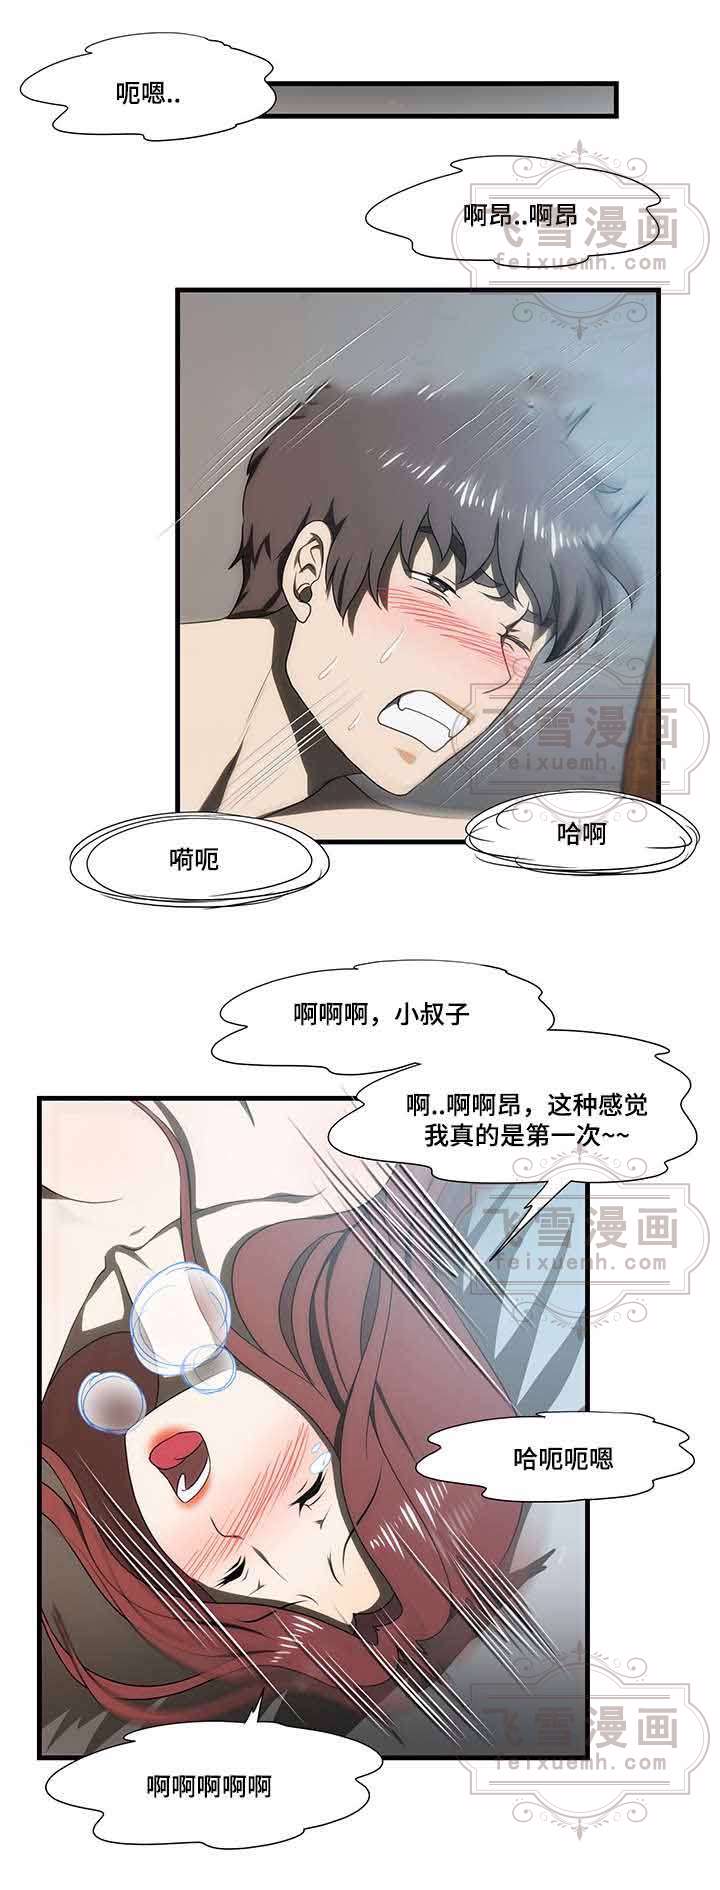 呃嗯..
啊昂..啊昂
飞雪漫画
feixuemh.com
飞雪漫画
feixuemh.com
嗬呃
哈啊
啊啊啊，小叔子
啊..啊啊昂，这种感觉
我真的是第一次~~
飞雪漫画
feixuemh.com
哈呃呃嗯
飞雪漫画
feixuemh.com
啊啊啊啊啊